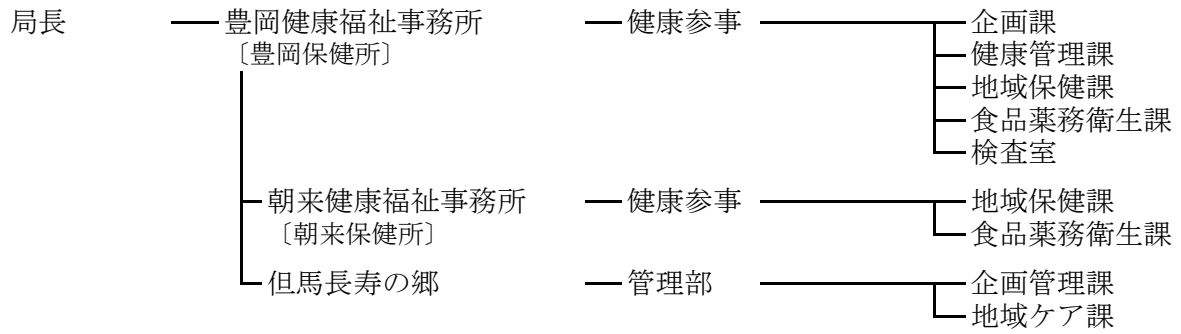 局長 豊岡健康福祉事務所 健康参事 企画課
〔豊岡保健所〕 健康管理課
地域保健課
食品薬務衛生課
検査室
朝来健康福祉事務所 健康参事 地域保健課
〔朝来保健所〕 食品薬務衛生課
但馬長寿の郷 管理部 企画管理課
地域ケア課